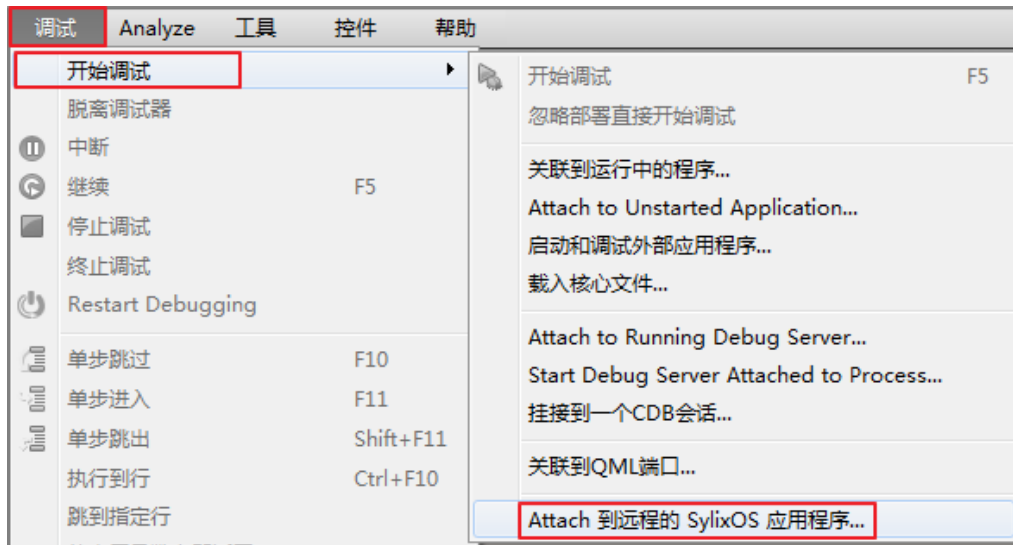 调试 Analyze 工具 控件 帮助
开始调试
脱离调试器
中断
继续 F5
停止调试
终止调试
Restart Debugging
单步跳过 F10
单步进入 F11
单步跳出 Shift+F11
执行到行 Ctrl+F10
跳到指定行
开始调试 F5
忽略部署直接开始调试
关联到运行中的程序...
Attach to Unstarted Application...
启动和调试外部应用程序...
载入核心文件...
Attach to Running Debug Server...
Start Debug Server Attached to Process...
挂接到一个CDB会话...
关联到QML端口...
Attach 到远程的 SylixOS 应用程序...